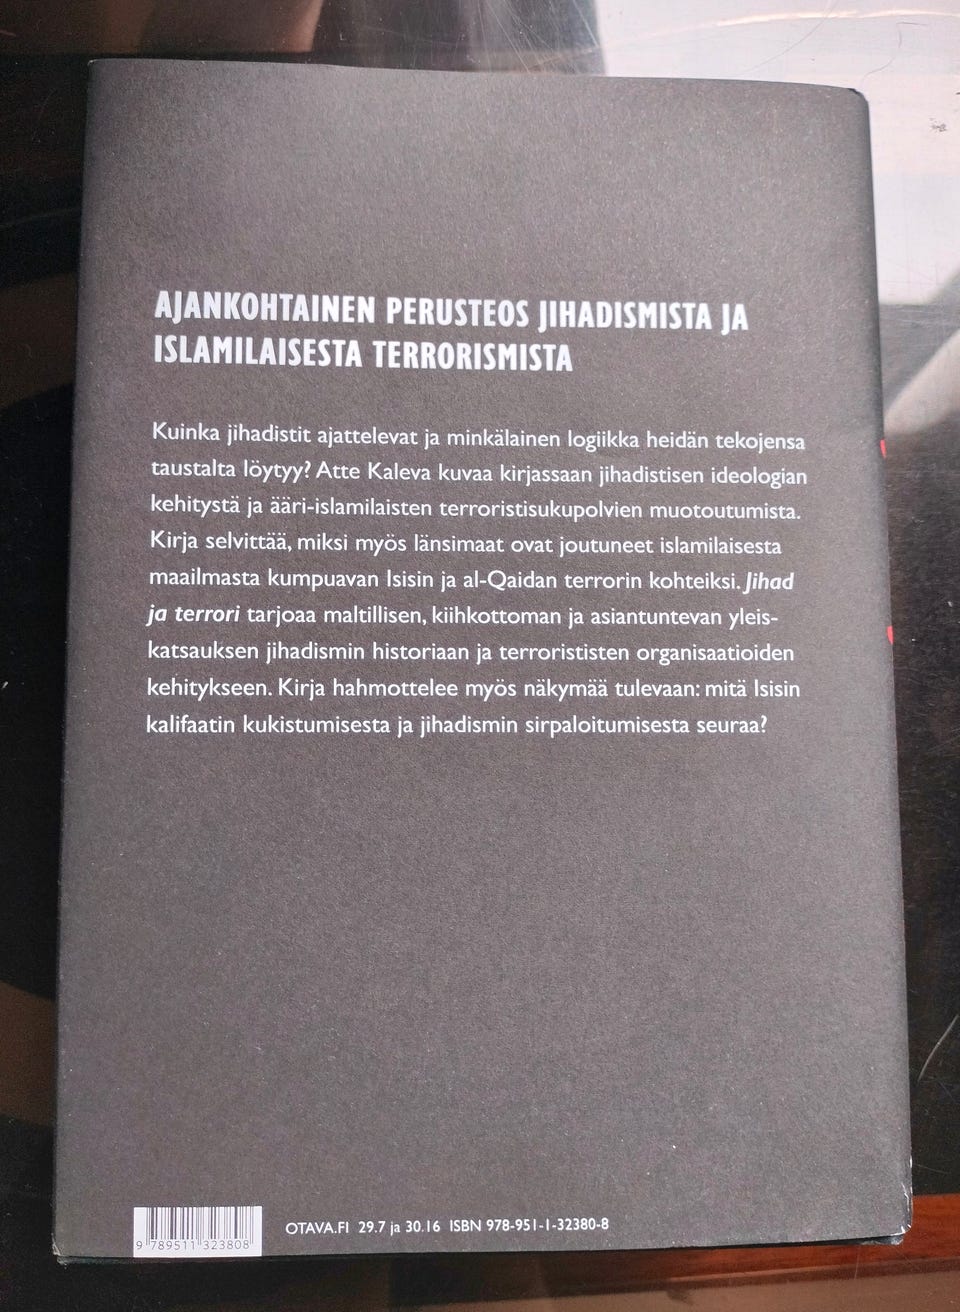 AJANKOHTAINEN PERUSTEOS JIHADISMISTA JA
ISLAMILAISESTA TERRORISMISTA
Kuinka jihadistit ajattelevat ja minkälainen logiikka heidän tekojensa
taustalta löytyy? Atte Kaleva kuvaa kirjassaan jihadistisen ideologian
kehitystä ja ääri-islamilaisten terroristisukupolvien muotoutumista.
Kirja selvittää, miksi myös länsimaat ovat joutuneet islamilaisesta
maailmasta kumpuavan Isisin ja al-Qaidan terrorin kohteiksi. Jihad
ja terrori tarjoaa maltillisen, kiihkottoman ja asiantuntevan yleis-
katsauksen jihadismin historiaan ja terrorististen organisaatioiden
kehitykseen. Kirja hahmottelee myös näkymää tulevaan: mitä Isisin
kalifaatin kukistumisesta ja jihadismin sirpaloitumisesta seuraa?
9 789511 323808
OTAVA.FI 29.7 ja 30.16 ISBN 978-951-1-32380-8